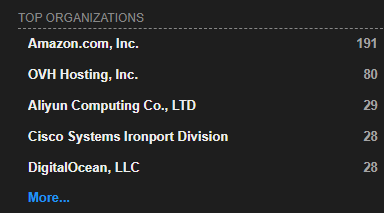 TOP ORGANIZATIONS
Amazon.com, Inc. 191
OVH Hosting, Inc. 80
Aliyun Computing Co., LTD 29
Cisco Systems Ironport Division 28
DigitalOcean, LLC 28
More...